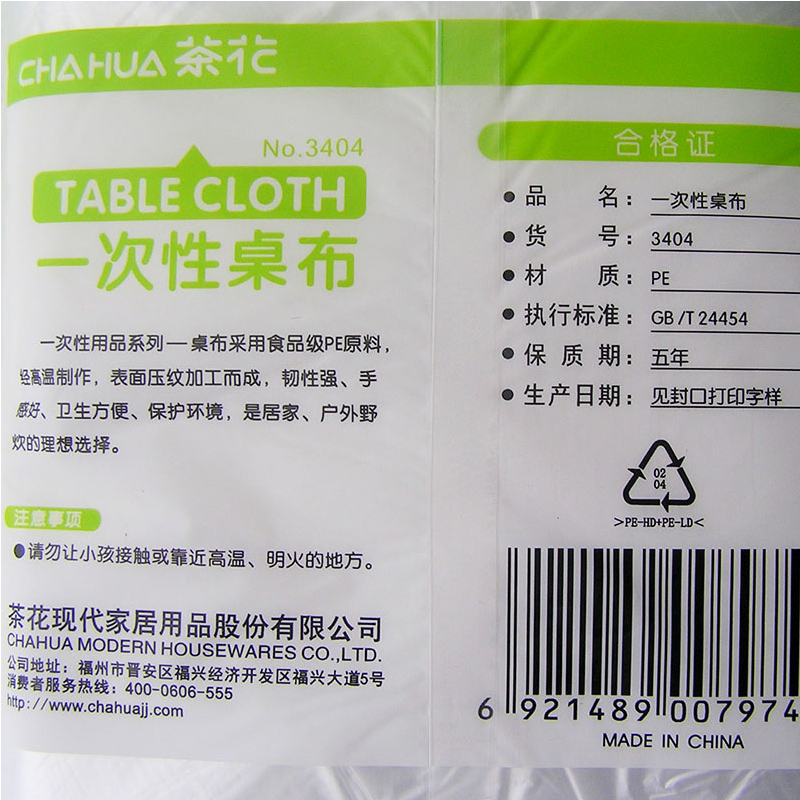 CHAHUA 茶花
No.3404
TABLE CLOTH
一次性桌布
一次性用品系列—桌布采用食品级PE原料，
轻高温制作，表面压纹加工而成，韧性强、手
感好、卫生方便、保护环境，是居家、户外野
炊的理想选择。
注意事项
●请勿让小孩接触或靠近高温、明火的地方。
茶花现代家居用品股份有限公司
CHAHUA MODERN HOUSEWARES CO.,LTD.
公司地址：福州市晋安区福兴经济开发区福兴大道5号
消费者服务热线：400-0606-555
http://www.chahuajj.com
合格证
●品 名：一次性桌布
●货 号：3404
●材 质：PE
●执行标准：GB/T 24454
●保 质 期：五年
●生产日期：见封口打印字样
02
04
>PE-HD+PE-LD<
6 921489 007974
MADE IN CHINA